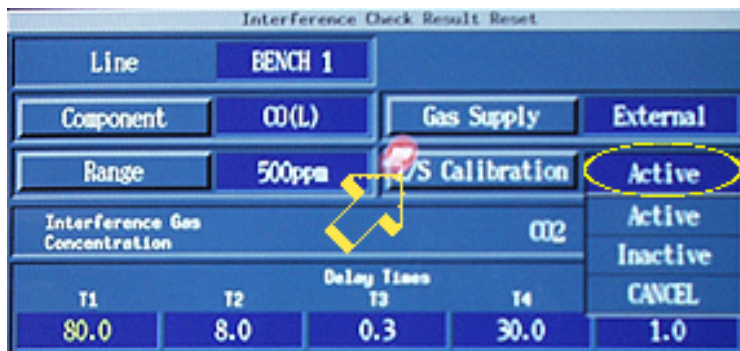 Interference Check Result Reset
Line BENCH 1
Component CO(L) Gas Supply External
Range 500ppm /S Calibration Active
Active
Interference Gas Concentration CO2
Inactive
CANCEL
Delay Times
T1 T2 T3 T4
80.0 8.0 0.3 30.0 1.0